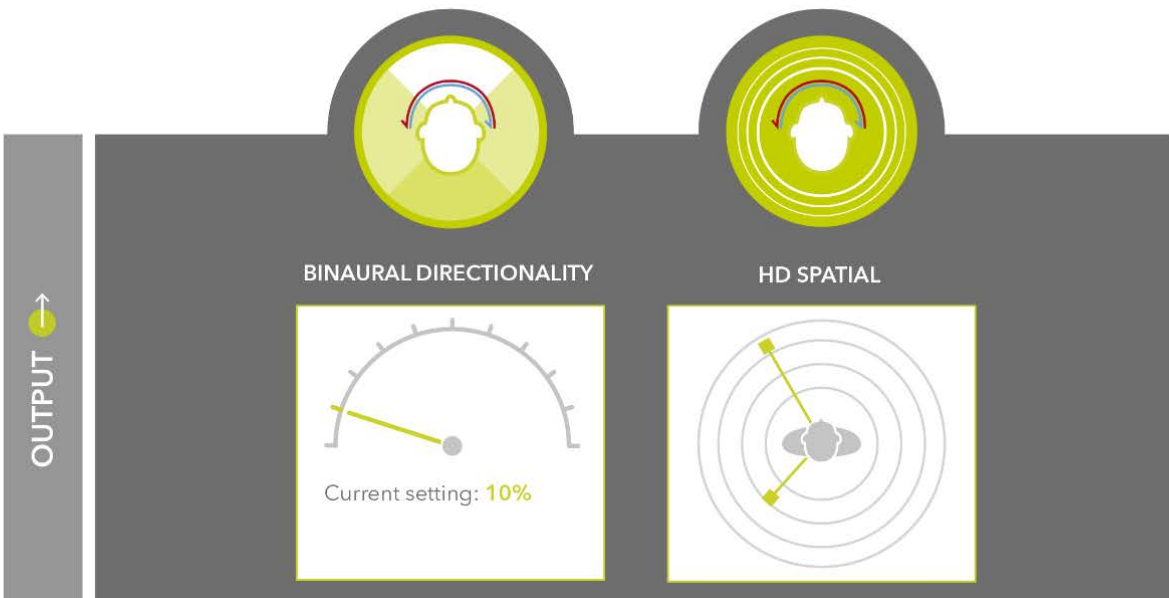 BINAURAL DIRECTIONALITY
HD SPATIAL
OUTPUT
Current setting: 10%